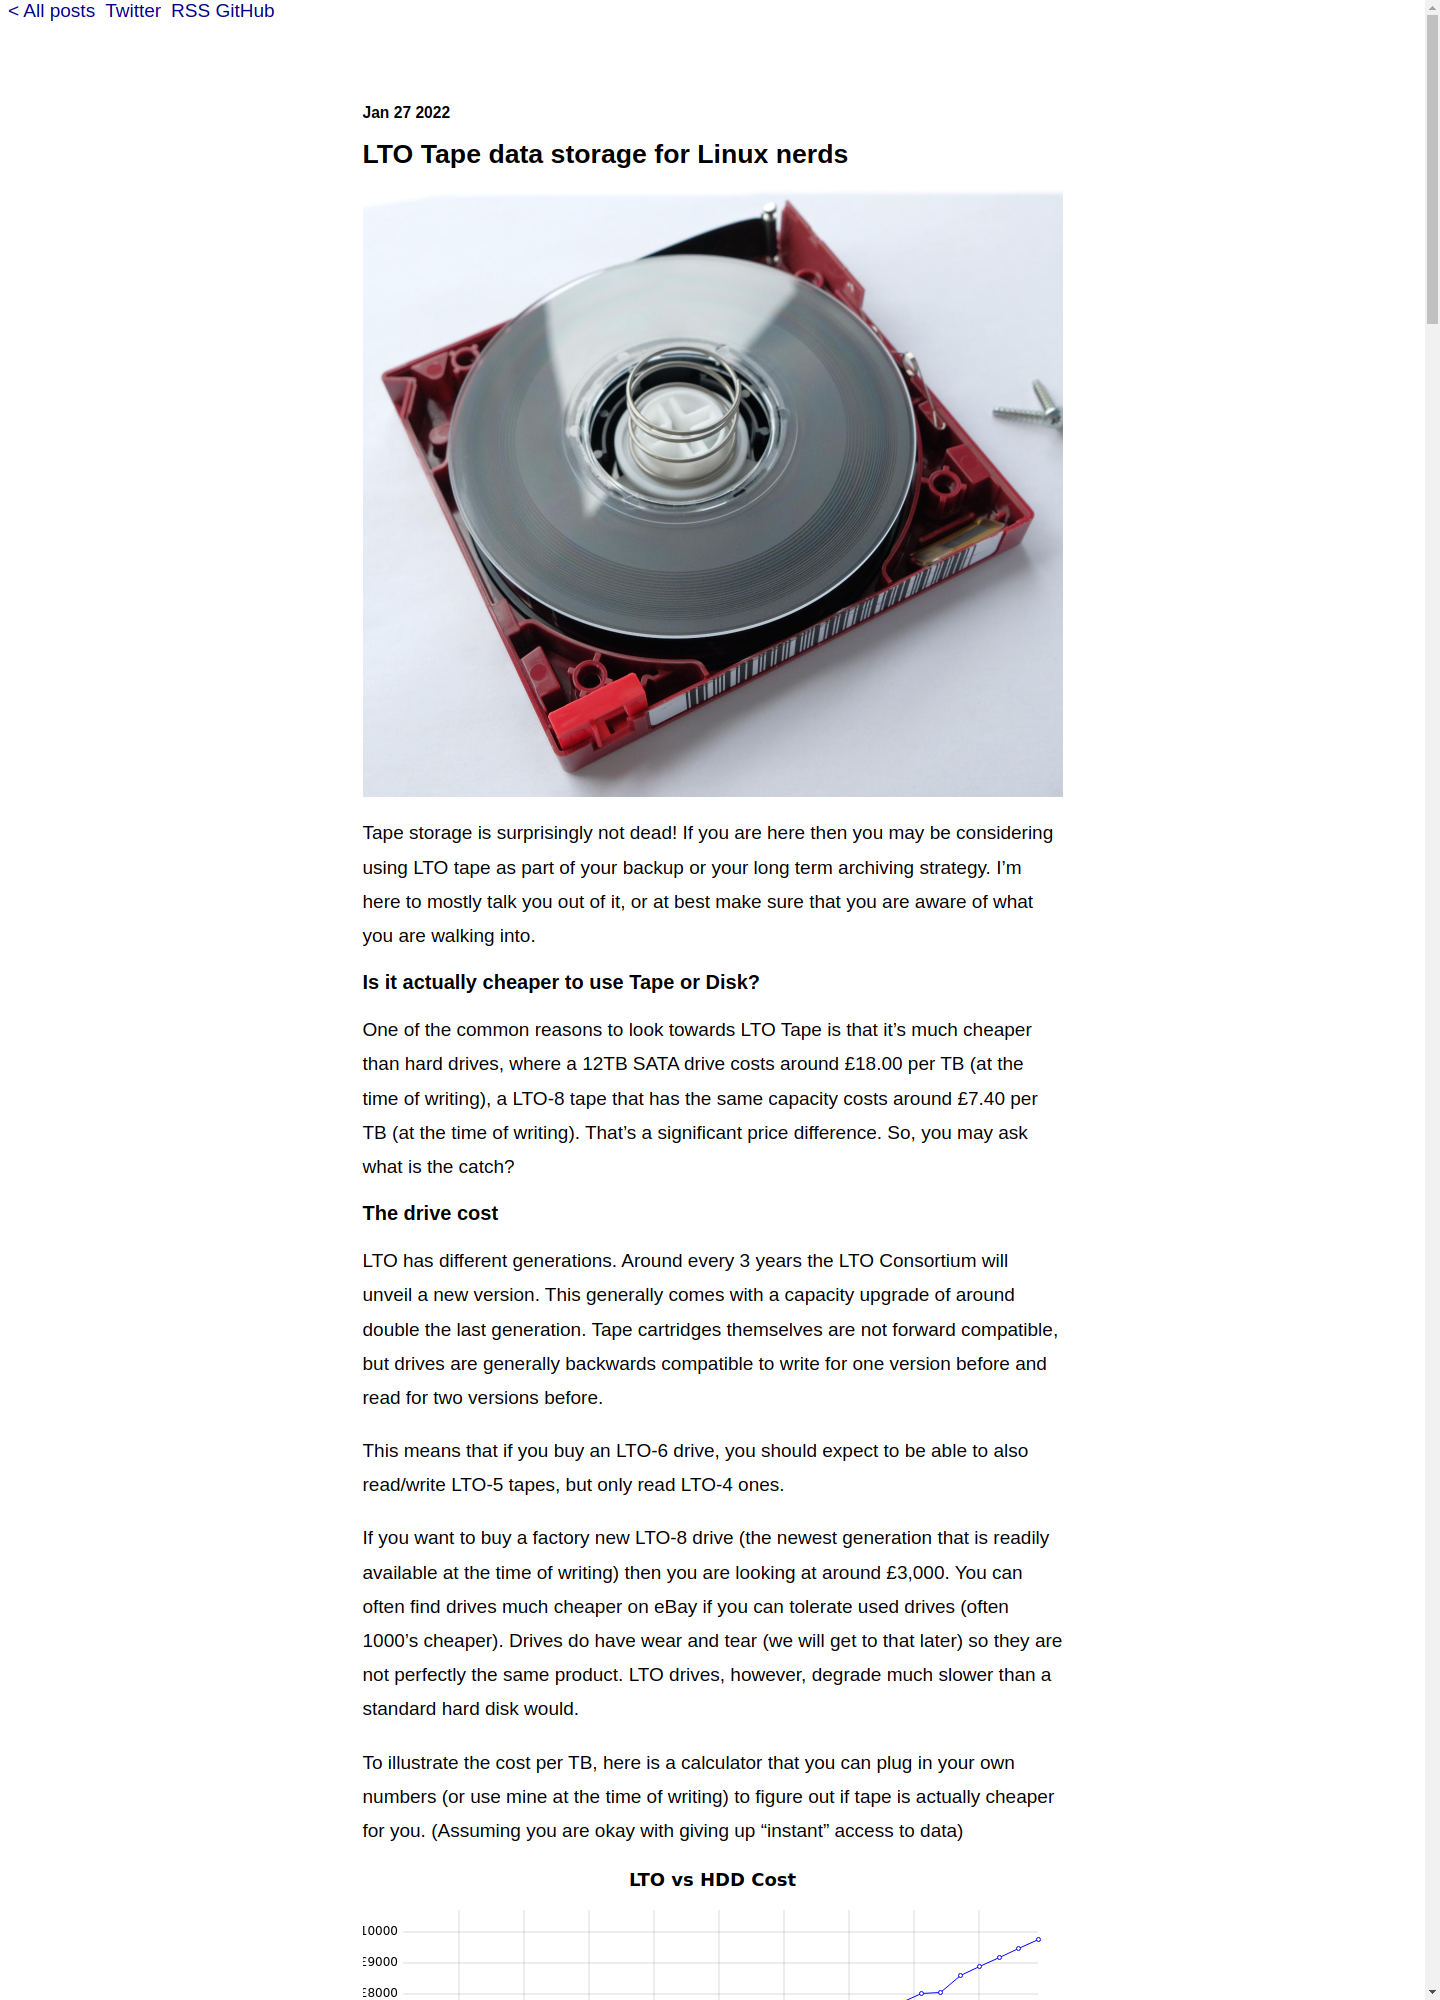 < All posts Twitter RSS GitHub
Jan 27 2022
LTO Tape data storage for Linux nerds
Tape storage is surprisingly not dead! If you are here then you may be considering
using LTO tape as part of your backup or your long term archiving strategy. I’m
here to mostly talk you out of it, or at best make sure that you are aware of what
you are walking into.
Is it actually cheaper to use Tape or Disk?
One of the common reasons to look towards LTO Tape is that it’s much cheaper
than hard drives, where a 12TB SATA drive costs around £18.00 per TB (at the
time of writing), a LTO-8 tape that has the same capacity costs around £7.40 per
TB (at the time of writing). That’s a significant price difference. So, you may ask
what is the catch?
The drive cost
LTO has different generations. Around every 3 years the LTO Consortium will
unveil a new version. This generally comes with a capacity upgrade of around
double the last generation. Tape cartridges themselves are not forward compatible,
but drives are generally backwards compatible to write for one version before and
read for two versions before.
This means that if you buy an LTO-6 drive, you should expect to be able to also
read/write LTO-5 tapes, but only read LTO-4 ones.
If you want to buy a factory new LTO-8 drive (the newest generation that is readily
available at the time of writing) then you are looking at around £3,000. You can
often find drives much cheaper on eBay if you can tolerate used drives (often
1000’s cheaper). Drives do have wear and tear (we will get to that later) so they are
not perfectly the same product. LTO drives, however, degrade much slower than a
standard hard disk would.
To illustrate the cost per TB, here is a calculator that you can plug in your own
numbers (or use mine at the time of writing) to figure out if tape is actually cheaper
for you. (Assuming you are okay with giving up “instant” access to data)
LTO vs HDD Cost
10000
£9000
£8000